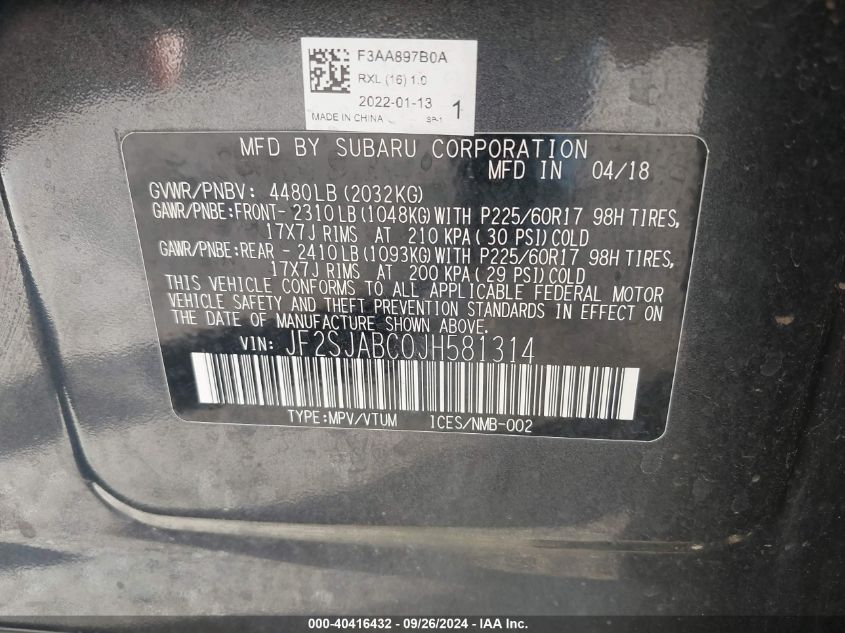 F3AA897B0A
RXL (16) 1.0
2022-01-13
MADE IN CHINA SP-1 1
MFD BY SUBARU CORPORATION
MFD IN 04/18
GVWR/PNBV: 4480LB(2032KG)
GAWR/PNBE:FRONT- 2310LB(1048KG)WITH P225/60R17 98H TIRES,
17X7J RIMS AT 210 KPA(30 PSI)COLD
GAWR/PNBE:REAR - 2410LB(1093KG)WITH P225/60R17 98H TIRES,
17X7J RIMS AT 200 KPA(29 PSI)COLD
THIS VEHICLE CONFORMS TO ALL APPLICABLE FEDERAL MOTOR
VEHICLE SAFETY AND THEFT PREVENTION STANDARDS IN EFFECT ON
THE DATE OF MANUFACTURE SHOWN ABOVE.
VIN: JF2SJABC0JH581314
TYPE:MPV/VTUM ICES/NMB-002
000-40416432 - 09/26/2024 - IAA Inc.